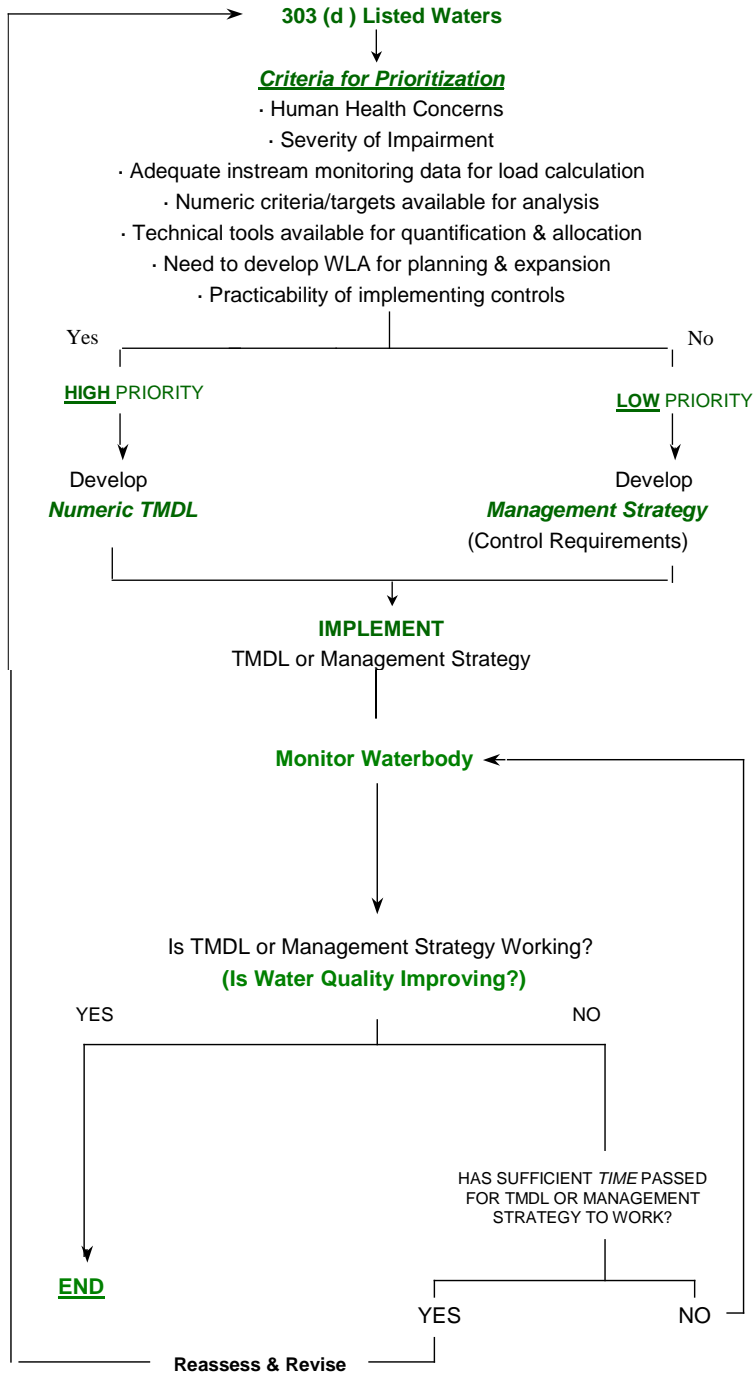 303 (d ) Listed Waters
Criteria for Prioritization
· Human Health Concerns
· Severity of Impairment
· Adequate instream monitoring data for load calculation
· Numeric criteria/targets available for analysis
· Technical tools available for quantification & allocation
· Need to develop WLA for planning & expansion
· Practicability of implementing controls
Yes
No
HIGH PRIORITY
LOW PRIORITY
Develop
Numeric TMDL
Develop
Management Strategy
(Control Requirements)
IMPLEMENT
TMDL or Management Strategy
Monitor Waterbody
Is TMDL or Management Strategy Working?
(Is Water Quality Improving?)
YES
NO
HAS SUFFICIENT TIME PASSED
FOR TMDL OR MANAGEMENT
STRATEGY TO WORK?
END
YES
NO
Reassess & Revise